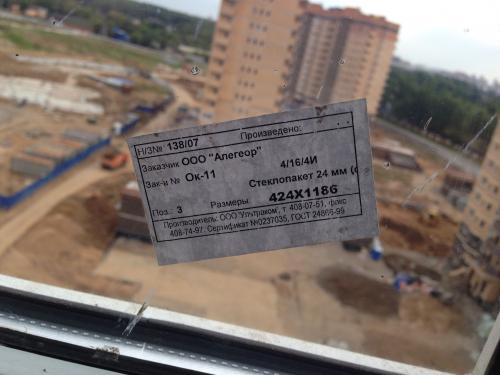 Н/З№ 138/07 Произведено:
Заказчик ООО "Алегеор"
Зак-и № Ок-11 4/16/4И
Стеклопакет 24 мм (с
Поз. 3 Размеры 424X1186
Производитель: ООО "Ультраком", т. 408-07-51, факс
408-74-97. Сертификат №0237035, ГОСТ 24866-99